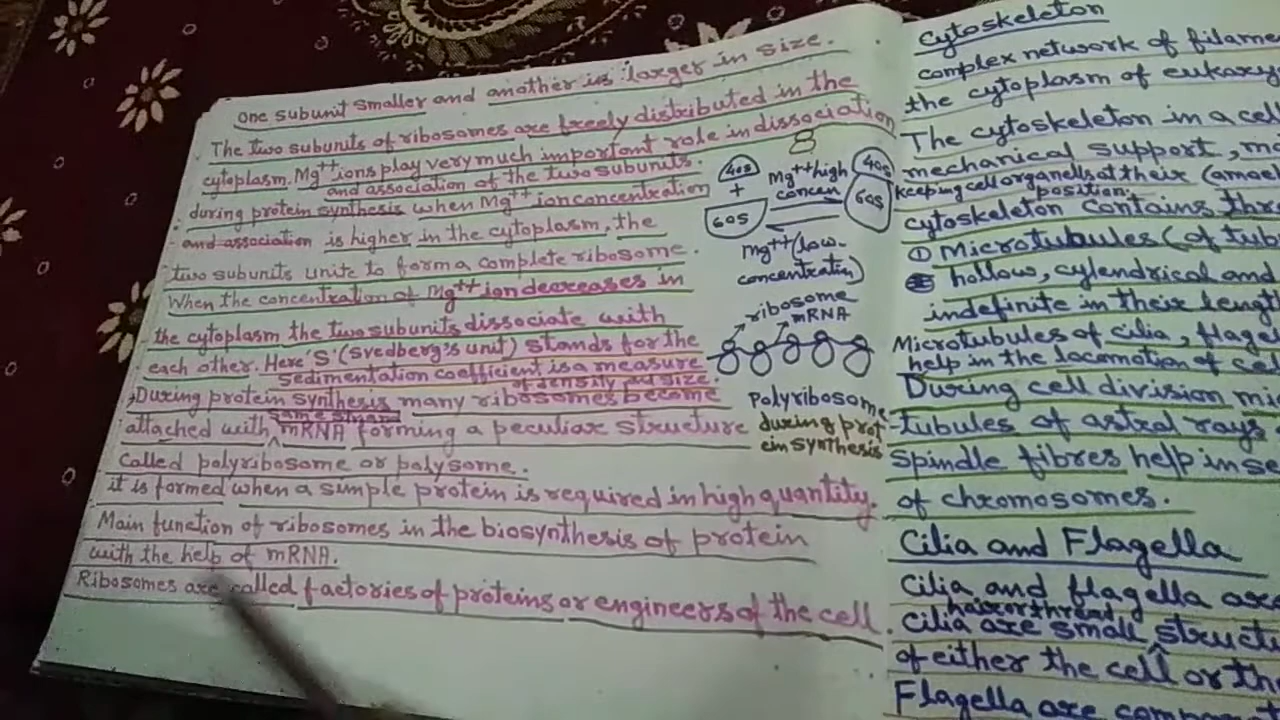 one subunit smaller and another is larger in size.
The two subunits of ribosomes are freely distributed in the
cytoplasm. Mg++ ions play very much important role in dissociation
and association of the two subunits.
during protein synthesis when Mg++ ion concentration
and association is higher in the cytoplasm, the
two subunits unite to form a complete ribosome.
When the concentration of Mg++ ion decreases in
the cytoplasm the two subunits dissociate with
each other. Here 'S' (Svedberg's unit) stands for the
Sedimentation coefficient is a measure
of density and size.
During protein synthesis many ribosomes become
same strand
attached with ^ mRNA forming a peculiar structure
called polyribosome or polysome.
it is formed when a simple protein is required in high quantity.
Main function of ribosomes in the biosynthesis of protein
with the help of mRNA.
Ribosomes are called factories of proteins or engineers of the cell.
40S
+
60S
Mg++ high
concen
40S
60S
Mg++ (low
concentratin)
ribosome
mRNA
Polyribosome
during prot
ein synthesis
Cytoskeleton
complex network of filame
the cytoplasm of eukary
The cytoskeleton in a cell
mechanical support, mo
keeping cell organells at their (amoe
position.
cytoskeleton contains thr
① Microtubules (of tub
hollow, cylendrical and
indefinite in their length
Microtubules of cilia, flagel
help in the locomotion of cel
During cell division mi
tubules of astral rays
spindle fibres help in se
of chromosomes.
Cilia and Flagella
Cilia and flagella are
hair or thread
Cilia are small ^ structu
of either the cell or the
Flagella are